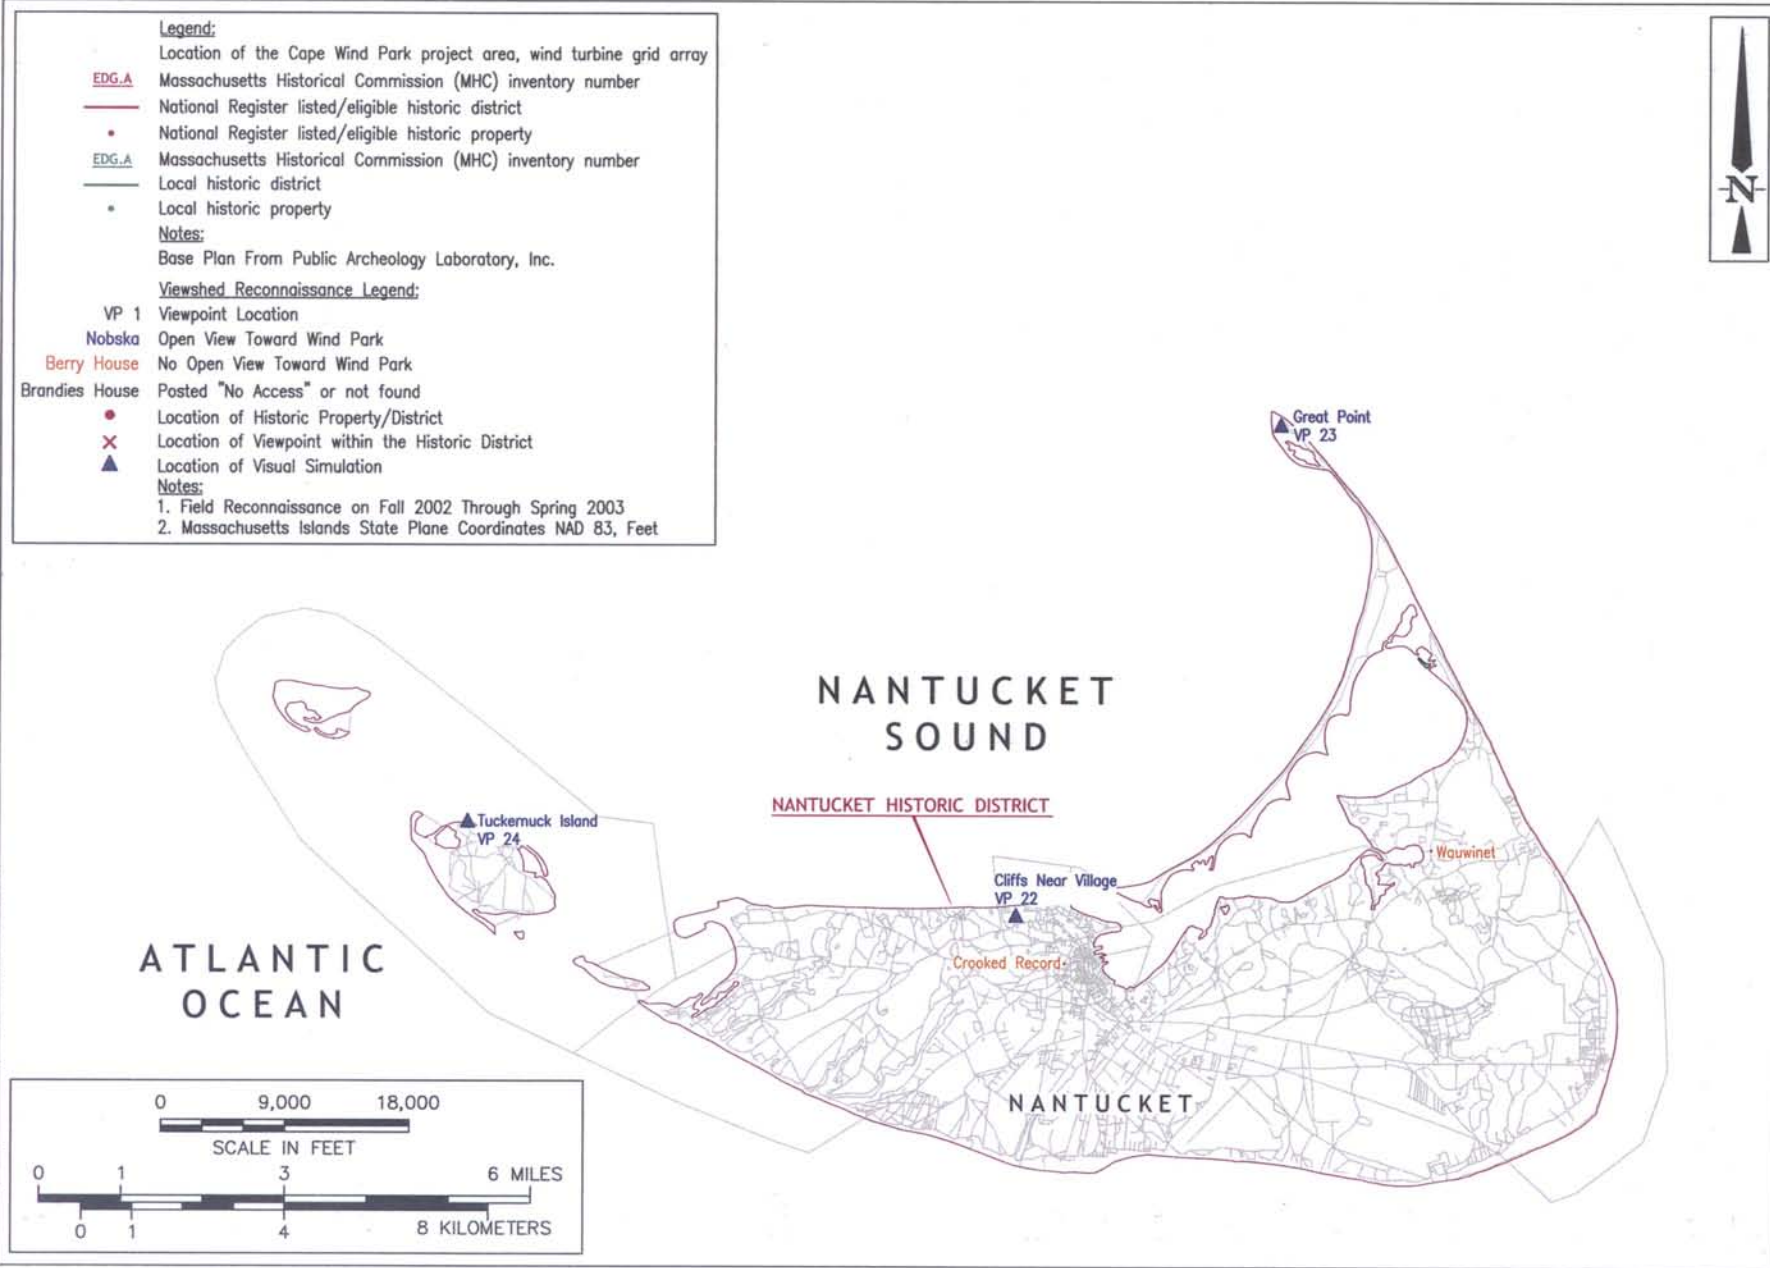 Legend:
Location of the Cape Wind Park project area, wind turbine grid array
EDG.A Massachusetts Historical Commission (MHC) inventory number
National Register listed/eligible historic district
National Register listed/eligible historic property
EDG.A Massachusetts Historical Commission (MHC) inventory number
Local historic district
Local historic property
Notes:
Base Plan From Public Archeology Laboratory, Inc.
Viewshed Reconnaissance Legend:
VP 1 Viewpoint Location
Nobska Open View Toward Wind Park
Berry House No Open View Toward Wind Park
Brandies House Posted "No Access" or not found
Location of Historic Property/District
Location of Viewpoint within the Historic District
Location of Visual Simulation
Notes:
1. Field Reconnaissance on Fall 2002 Through Spring 2003
2. Massachusetts Islands State Plane Coordinates NAD 83, Feet
N
Great Point
VP 23
NANTUCKET
SOUND
NANTUCKET HISTORIC DISTRICT
Tuckernuck Island
VP 24
Wauwinet
Cliffs Near Village
VP 22
Crooked Record
ATLANTIC
OCEAN
NANTUCKET
0 9,000 18,000
SCALE IN FEET
0 1 3 6 MILES
0 1 4 8 KILOMETERS